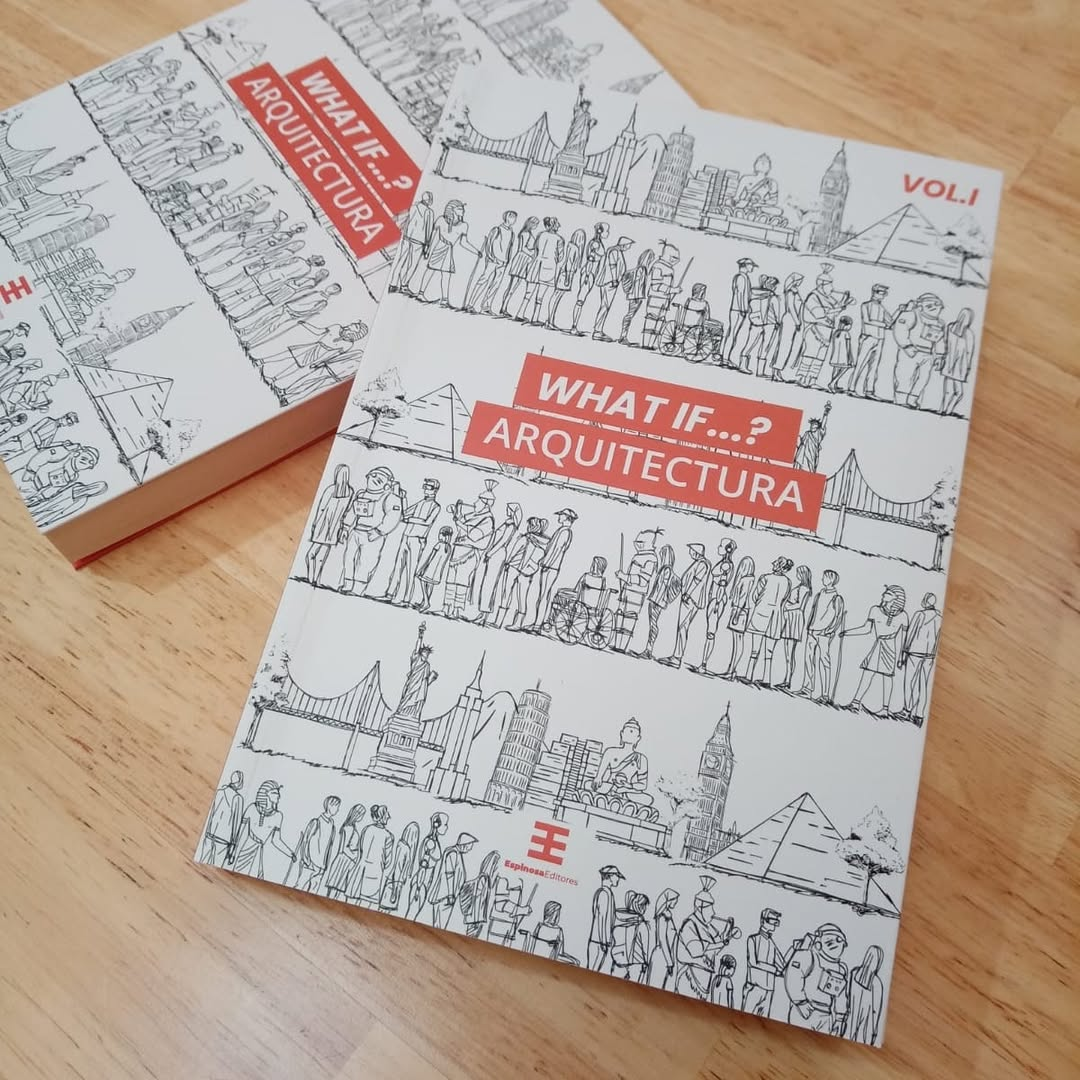 WHAT IF...?
ARQUITECTURA
VOL.I
WHAT IF...?
ARQUITECTURA
EspinosaEditores